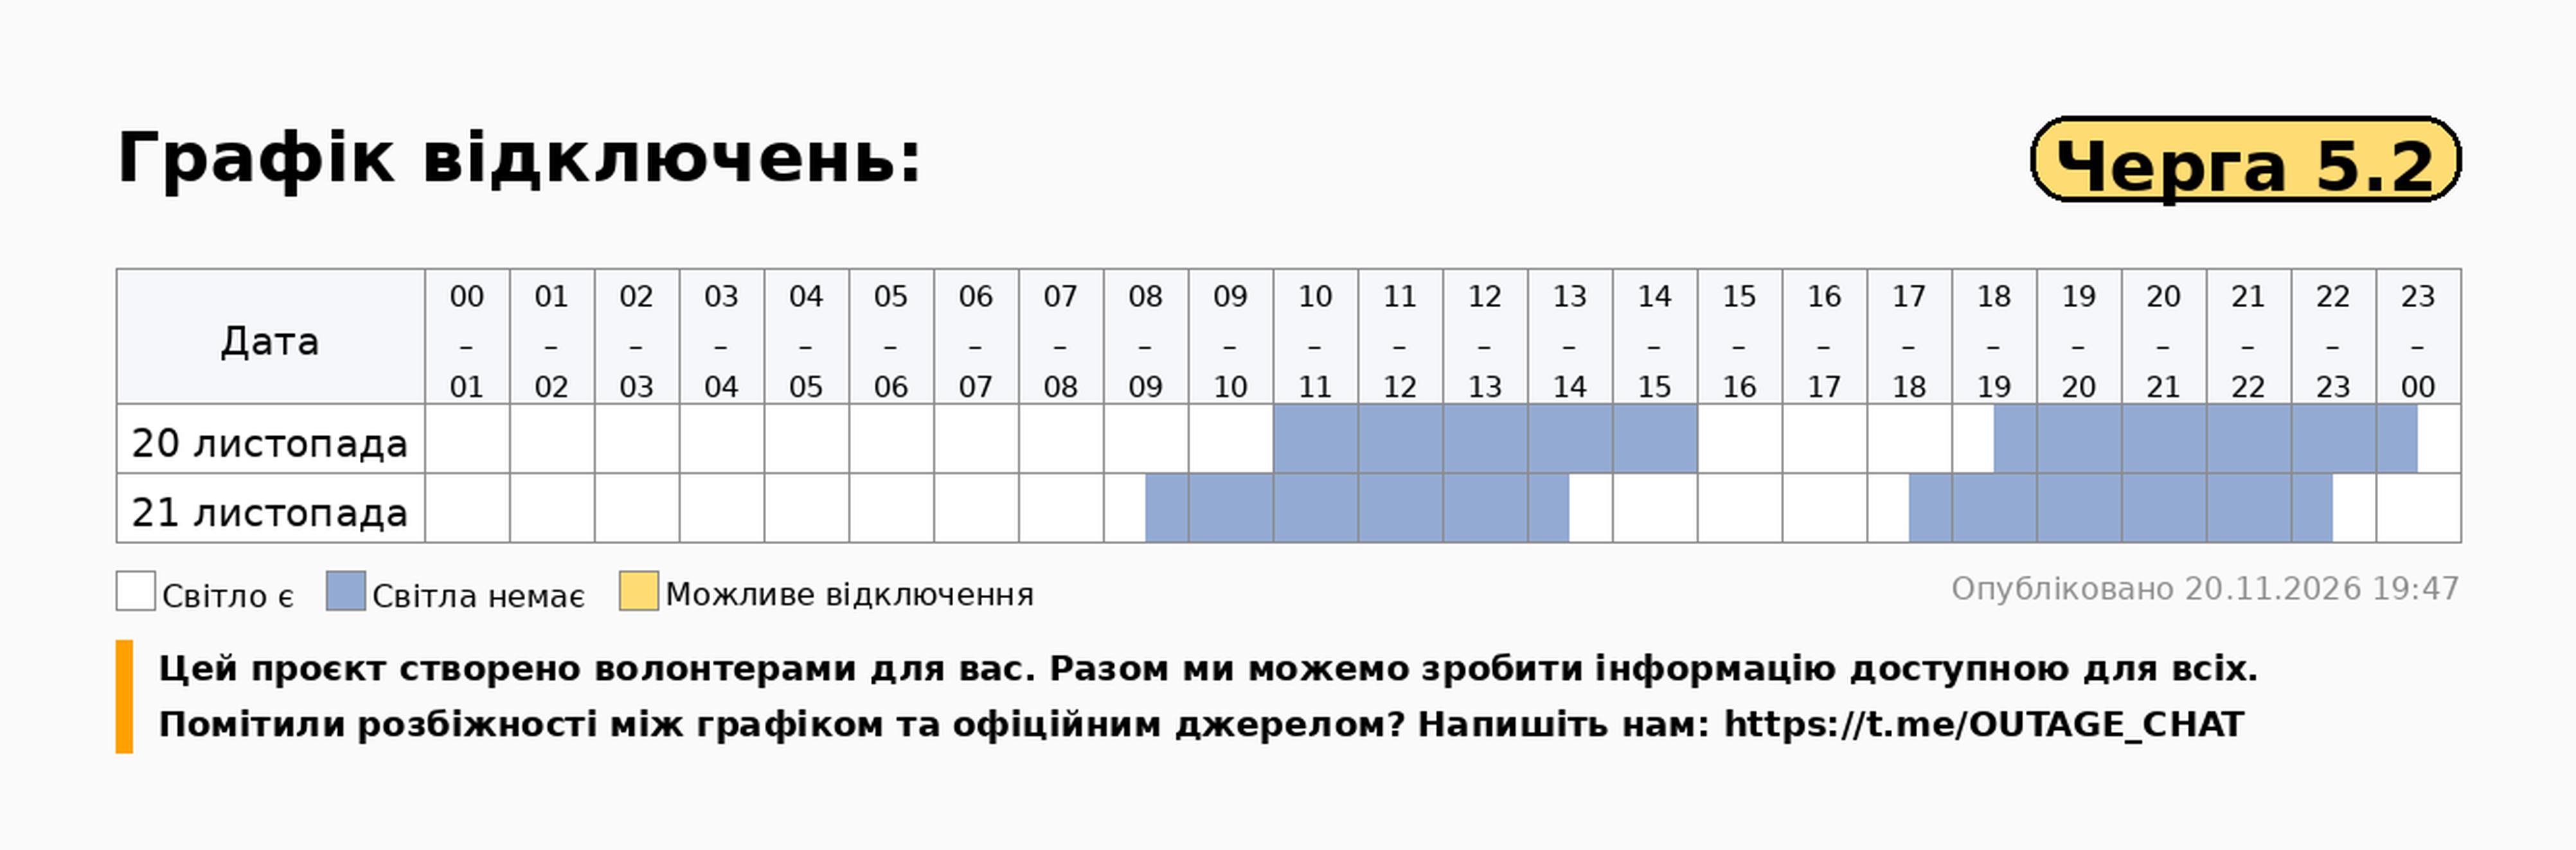 Графік відключень:
Черга 5.2
Дата
00 – 01
01 – 02
02 – 03
03 – 04
04 – 05
05 – 06
06 – 07
07 – 08
08 – 09
09 – 10
10 – 11
11 – 12
12 – 13
13 – 14
14 – 15
15 – 16
16 – 17
17 – 18
18 – 19
19 – 20
20 – 21
21 – 22
22 – 23
23 – 00
20 листопада
21 листопада
Світло є
Світла немає
Можливе відключення
Опубліковано 20.11.2026 19:47
Цей проєкт створено волонтерами для вас. Разом ми можемо зробити інформацію доступною для всіх.
Помітили розбіжності між графіком та офіційним джерелом? Напишіть нам: https://t.me/OUTAGE_CHAT